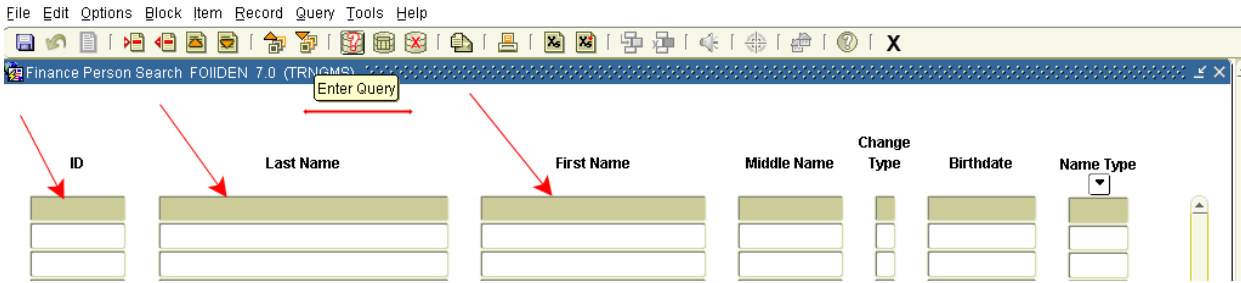 File Edit Options Block Item Record Query Tools Help
Finance Person Search FOIIDEN 7.0 (TRNGMS)
Enter Query
ID Last Name First Name Middle Name Change Type Birthdate Name Type